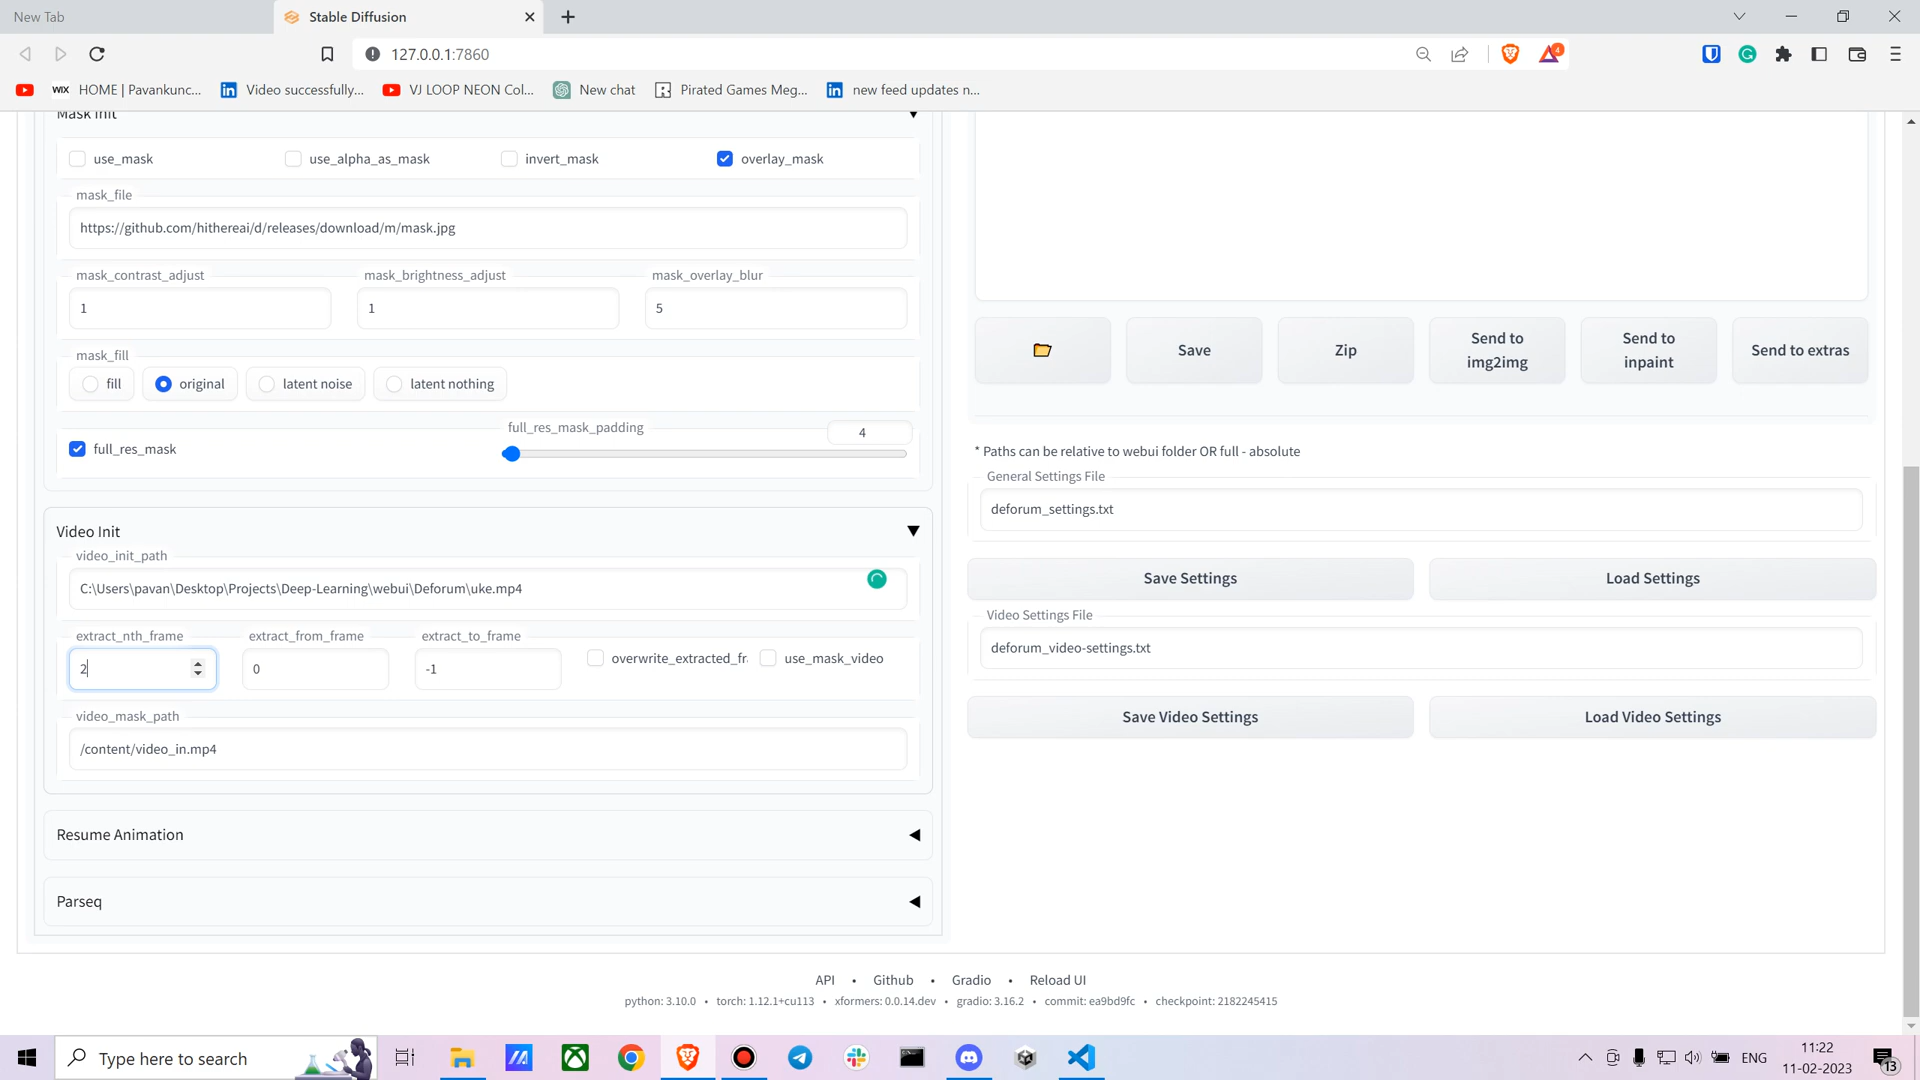 New Tab
Stable Diffusion
127.0.0.1:7860
4
WIX HOME | Pavankunc...
Video successfully...
VJ LOOP NEON Col...
New chat
Pirated Games Meg...
new feed updates n...
Mask Init
use_mask
use_alpha_as_mask
invert_mask
overlay_mask
mask_file
https://github.com/hithereai/d/releases/download/m/mask.jpg
mask_contrast_adjust
mask_brightness_adjust
mask_overlay_blur
1
1
5
mask_fill
fill
original
latent noise
latent nothing
full_res_mask
full_res_mask_padding
4
Video Init
video_init_path
C:\Users\pavan\Desktop\Projects\Deep-Learning\webui\Deforum\uke.mp4
extract_nth_frame
extract_from_frame
extract_to_frame
2
0
-1
overwrite_extracted_fr
use_mask_video
video_mask_path
/content/video_in.mp4
Resume Animation
Parseq
Save
Zip
Send to
img2img
Send to
inpaint
Send to extras
* Paths can be relative to webui folder OR full - absolute
General Settings File
deforum_settings.txt
Save Settings
Load Settings
Video Settings File
deforum_video-settings.txt
Save Video Settings
Load Video Settings
API • Github • Gradio • Reload UI
python: 3.10.0 • torch: 1.12.1+cu113 • xformers: 0.0.14.dev • gradio: 3.16.2 • commit: ea9bd9fc • checkpoint: 2182245415
Type here to search
ENG
11:22
11-02-2023
13